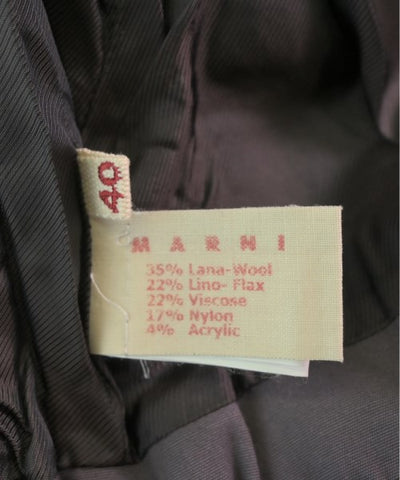 40
MARNI
35% Lana-Wool
22% Lino- Flax
22% Viscose
17% Nylon
4% Acrylic